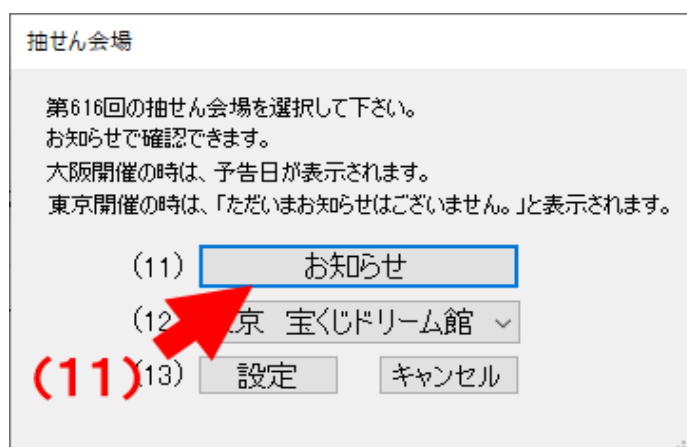 抽せん会場
第616回の抽せん会場を選択して下さい。
お知らせで確認できます。
大阪開催の時は、予告日が表示されます。
東京開催の時は、「ただいまお知らせはございません。」と表示されます。
(11) お知らせ
(12 京 宝くじドリーム館
(11)
(13) 設定 キャンセル